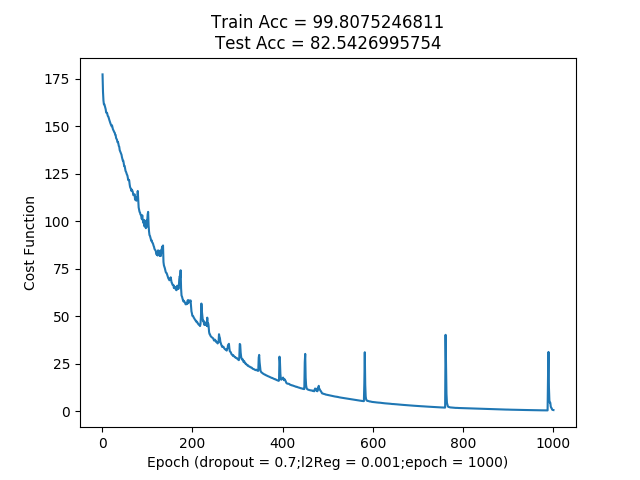 Train Acc = 99.8075246811
Test Acc = 82.5426995754
175
150
125
100
75
50
25
0
Cost Function
0 200 400 600 800 1000
Epoch (dropout = 0.7;l2Reg = 0.001;epoch = 1000)